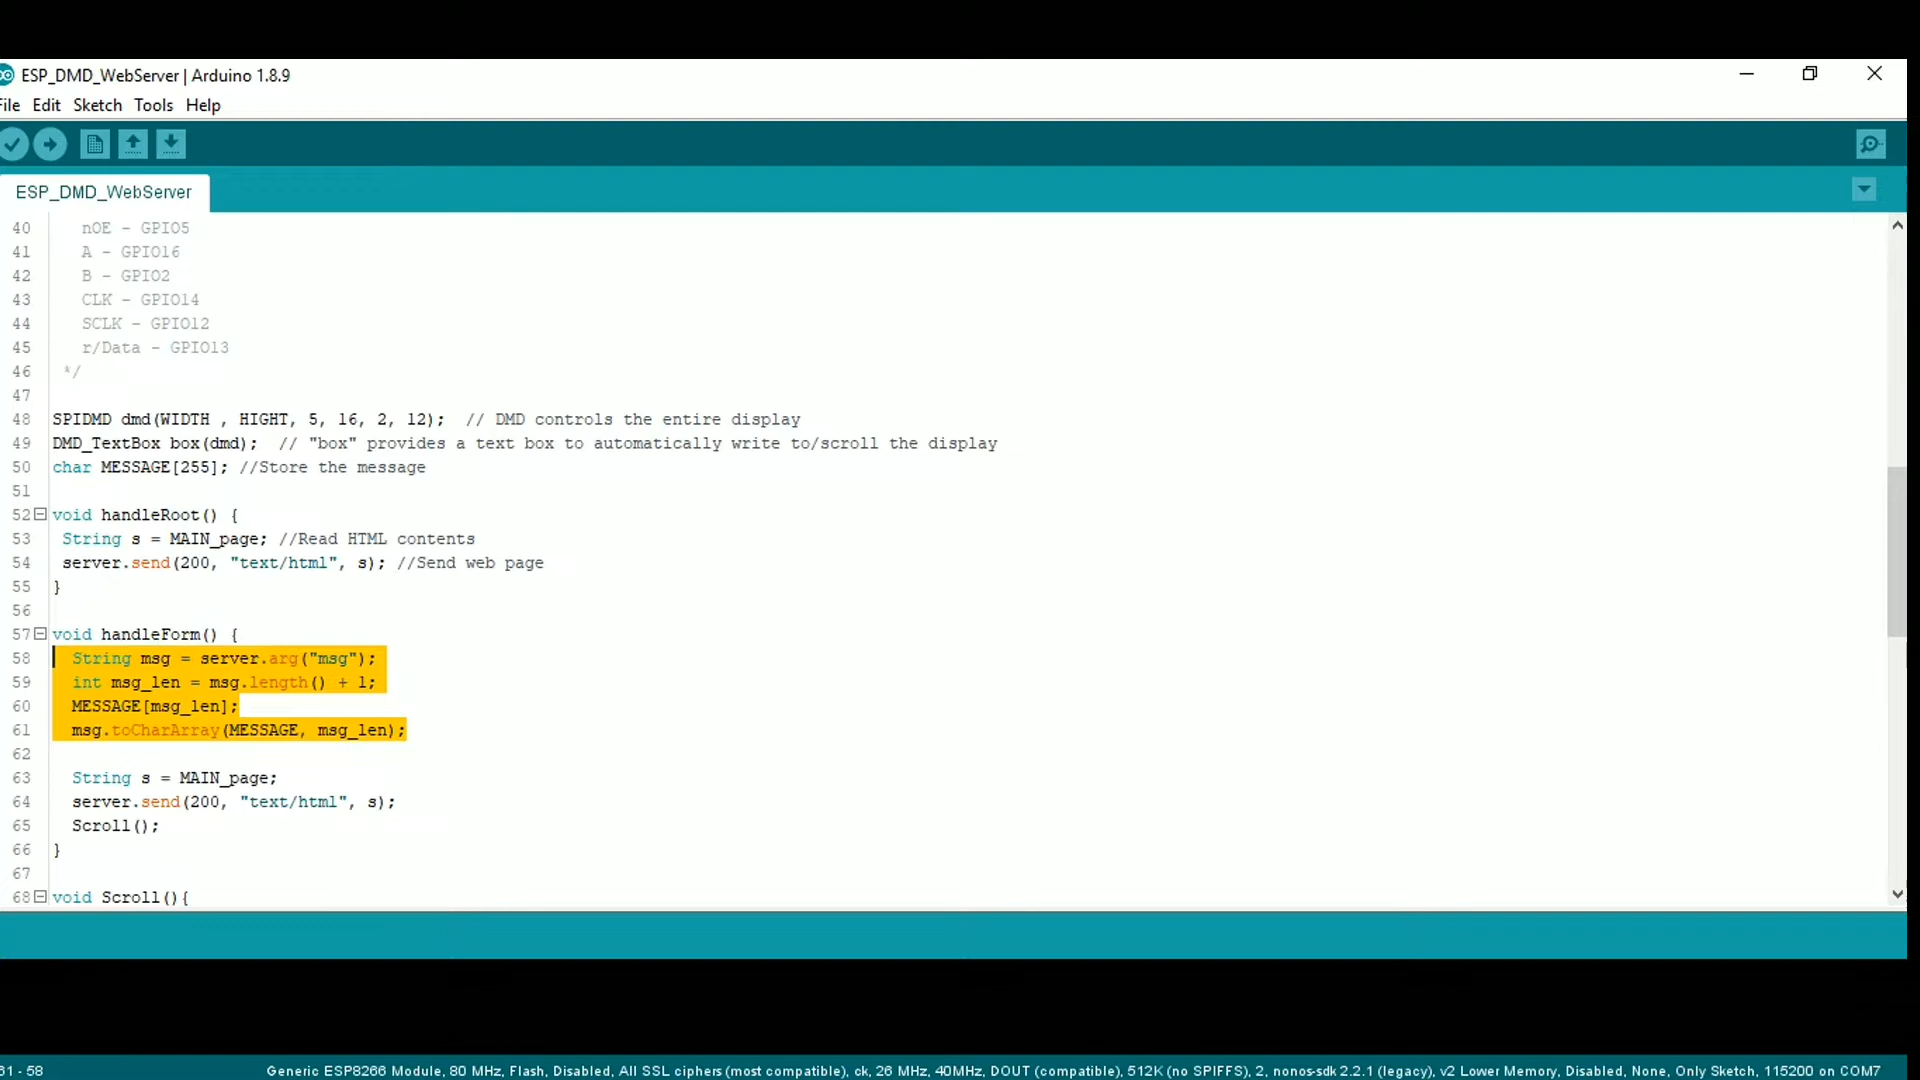 ESP_DMD_WebServer | Arduino 1.8.9
File Edit Sketch Tools Help
ESP_DMD_WebServer
40 nOE - GPIO5
41 A - GPIO16
42 B - GPIO2
43 CLK - GPIO14
44 SCLK - GPIO12
45 r/Data - GPIO13
46 */
47
48 SPIDMD dmd(WIDTH , HIGHT, 5, 16, 2, 12); // DMD controls the entire display
49 DMD_TextBox box(dmd); // "box" provides a text box to automatically write to/scroll the display
50 char MESSAGE[255]; //Store the message
51
52 void handleRoot() {
53 String s = MAIN_page; //Read HTML contents
54 server.send(200, "text/html", s); //Send web page
55 }
56
57 void handleForm() {
58 String msg = server.arg("msg");
59 int msg_len = msg.length() + 1;
60 MESSAGE[msg_len];
61 msg.toCharArray(MESSAGE, msg_len);
62
63 String s = MAIN_page;
64 server.send(200, "text/html", s);
65 Scroll();
66 }
67
68 void Scroll(){
61 - 58 Generic ESP8266 Module, 80 MHz, Flash, Disabled, All SSL ciphers (most compatible), ck, 26 MHz, 40MHz, DOUT (compatible), 512K (no SPIFFS), 2, nonos-sdk 2.2.1 (legacy), v2 Lower Memory, Disabled, None, Only Sketch, 115200 on COM7